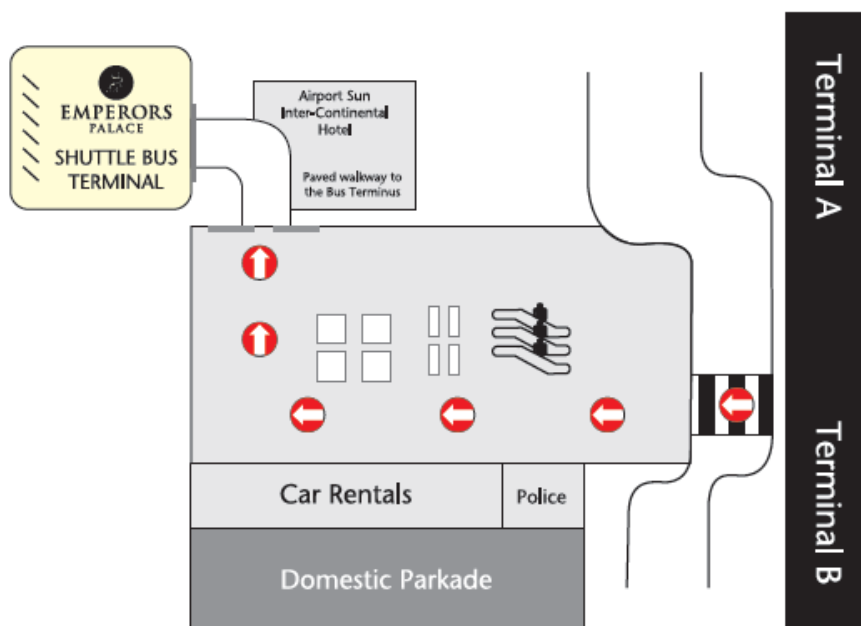 EMPERORS
PALACE
SHUTTLE BUS
TERMINAL
Airport Sun
Inter-Continental
Hotel
Paved walkway to
the Bus Terminus
Terminal A
Terminal B
Car Rentals
Police
Domestic Parkade